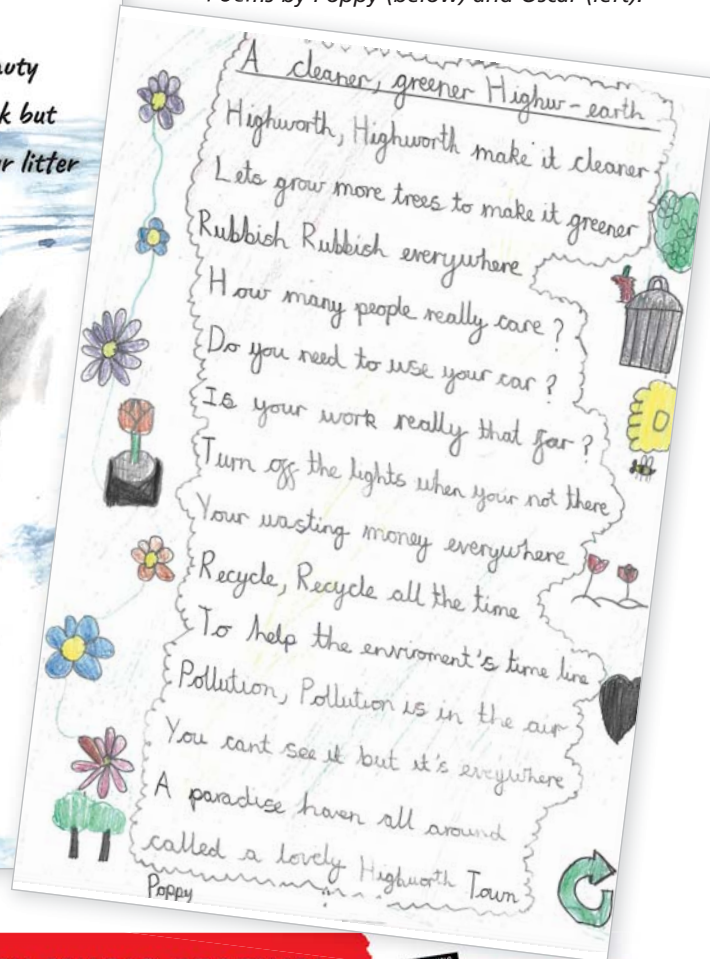 Poems by Poppy (below) and Oscar (left).
k but
r litter
A cleaner, greener Highw-earth
Highworth, Highworth make it cleaner
Lets grow more trees to make it greener
Rubbish Rubbish everywhere
How many people really care?
Do you need to use your car?
Is your work really that far?
Turn off the lights when your not there
Your wasting money everywhere
Recycle, Recycle all the time
To help the enviroment's time line
Pollution, Pollution is in the air
You cant see it but it's evrywhere
A paradise haven all around
called a lovely Highworth Town
Poppy